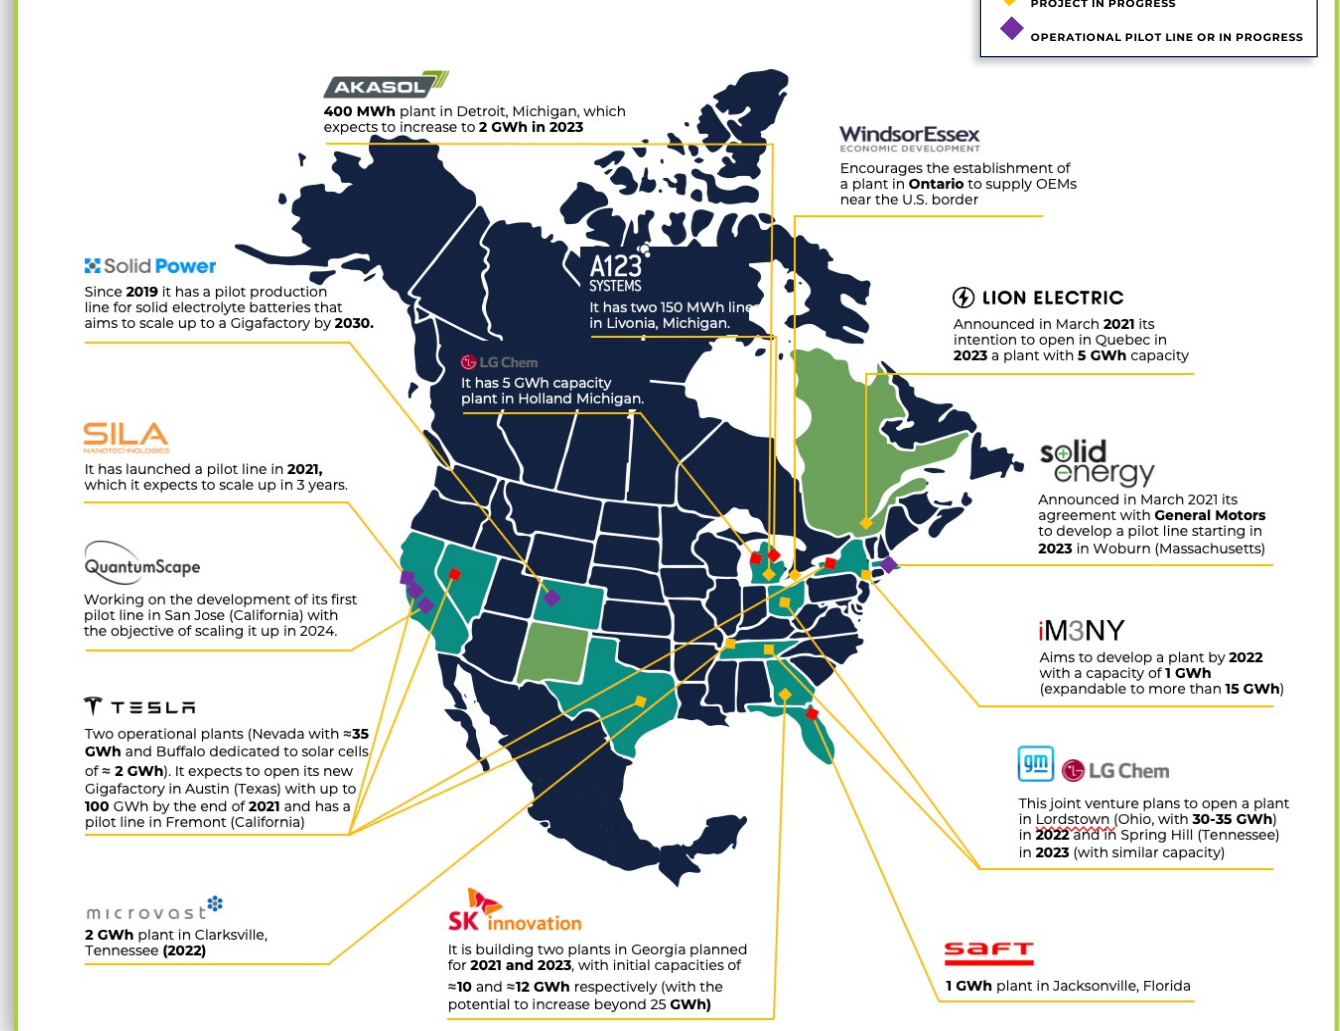 PROJECT IN PROGRESS
OPERATIONAL PILOT LINE OR IN PROGRESS
AKASOL
400 MWh plant in Detroit, Michigan, which
expects to increase to 2 GWh in 2023
WindsorEssex
ECONOMIC DEVELOPMENT
Encourages the establishment of
a plant in Ontario to supply OEMs
near the U.S. border
Solid Power
Since 2019 it has a pilot production
line for solid electrolyte batteries that
aims to scale up to a Gigafactory by 2030.
A123
SYSTEMS
It has two 150 MWh lines
in Livonia, Michigan.
LION ELECTRIC
Announced in March 2021 its
intention to open in Quebec in
2023 a plant with 5 GWh capacity
LG Chem
It has 5 GWh capacity
plant in Holland Michigan.
SILA
NANOTECHNOLOGIES
It has launched a pilot line in 2021,
which it expects to scale up in 3 years.
solid
energy
Announced in March 2021 its
agreement with General Motors
to develop a pilot line starting in
2023 in Woburn (Massachusetts)
QuantumScape
Working on the development of its first
pilot line in San Jose (California) with
the objective of scaling it up in 2024.
iM3NY
Aims to develop a plant by 2022
with a capacity of 1 GWh
(expandable to more than 15 GWh)
TESLA
Two operational plants (Nevada with ≈35
GWh and Buffalo dedicated to solar cells
of ≈ 2 GWh). It expects to open its new
Gigafactory in Austin (Texas) with up to
100 GWh by the end of 2021 and has a
pilot line in Fremont (California)
gm LG Chem
This joint venture plans to open a plant
in Lordstown (Ohio, with 30-35 GWh)
in 2022 and in Spring Hill (Tennessee)
in 2023 (with similar capacity)
microvast
2 GWh plant in Clarksville,
Tennessee (2022)
SK innovation
It is building two plants in Georgia planned
for 2021 and 2023, with initial capacities of
≈10 and ≈12 GWh respectively (with the
potential to increase beyond 25 GWh)
SAFT
1 GWh plant in Jacksonville, Florida